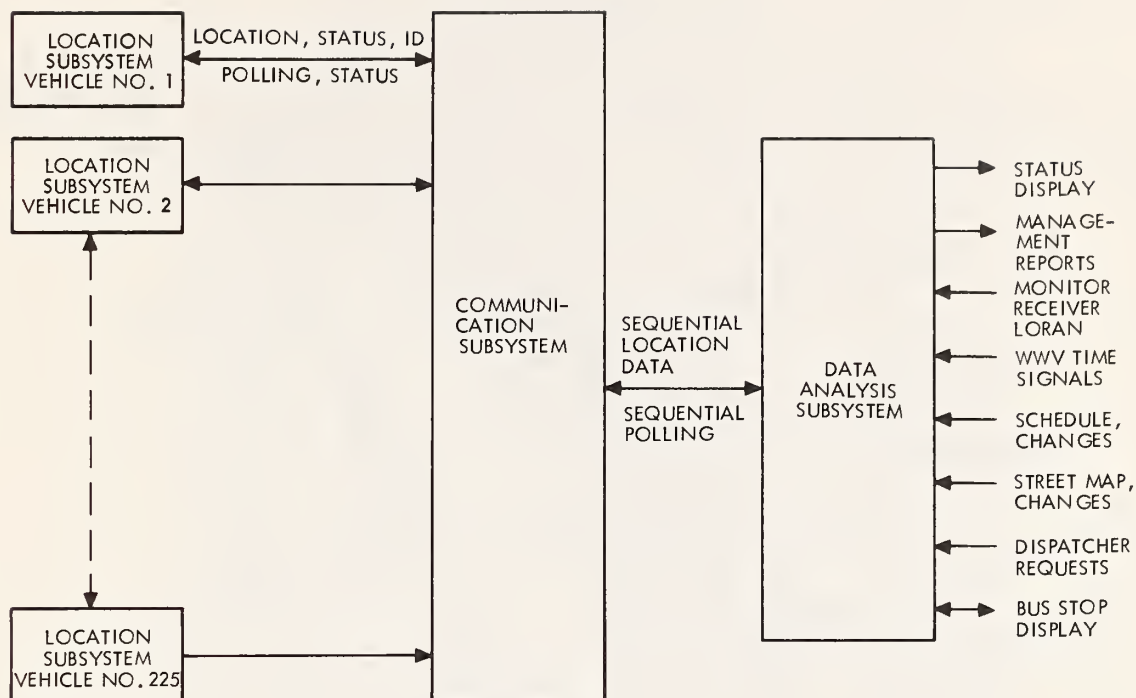 LOCATION
SUBSYSTEM
VEHICLE NO. 1
LOCATION, STATUS, ID
POLLING, STATUS
LOCATION
SUBSYSTEM
VEHICLE NO. 2
LOCATION
SUBSYSTEM
VEHICLE NO. 225
COMMUNI-
CATION
SUBSYSTEM
SEQUENTIAL
LOCATION
DATA
SEQUENTIAL
POLLING
DATA
ANALYSIS
SUBSYSTEM
STATUS
DISPLAY
MANAGE-
MENT
REPORTS
MONITOR
RECEIVER
LORAN
WWV TIME
SIGNALS
SCHEDULE,
CHANGES
STREET MAP,
CHANGES
DISPATCHER
REQUESTS
BUS STOP
DISPLAY